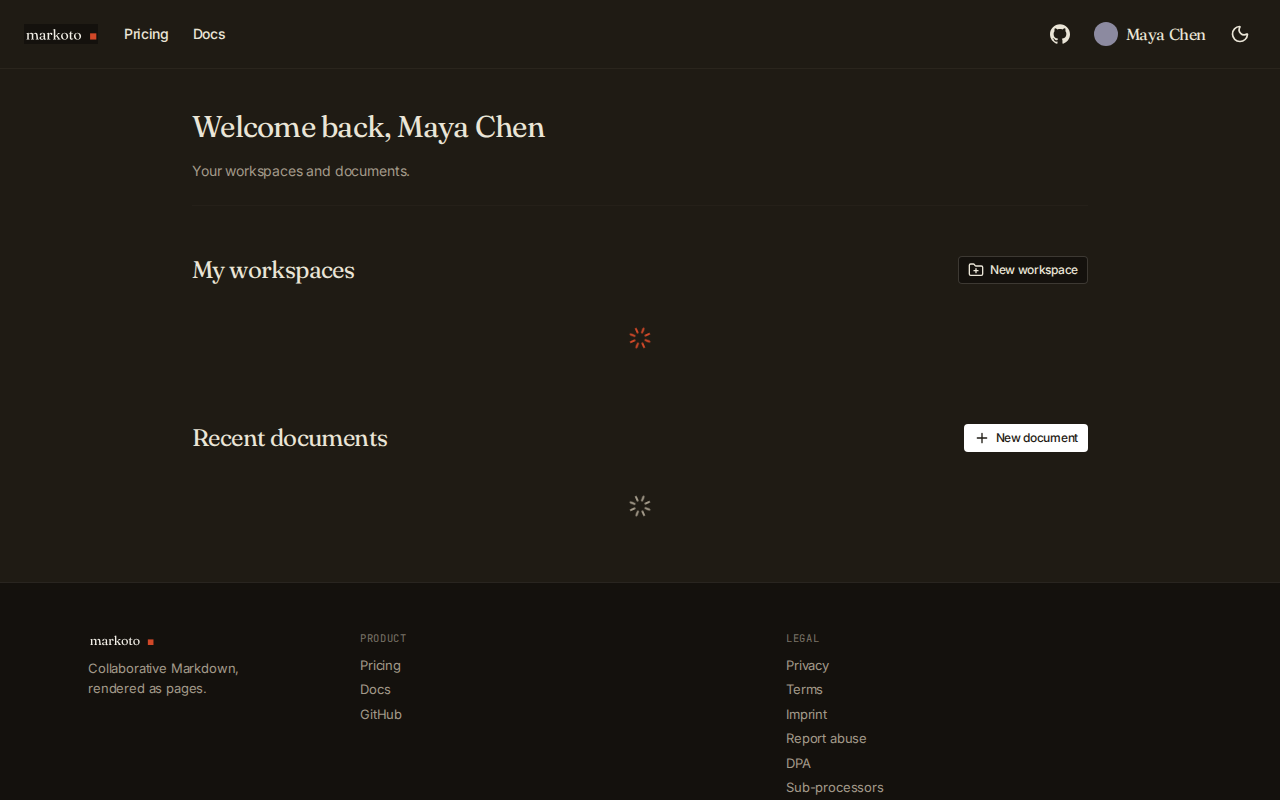 markoto
Pricing
Docs
Maya Chen
Welcome back, Maya Chen
Your workspaces and documents.
My workspaces
New workspace
Recent documents
New document
markoto
Collaborative Markdown,
rendered as pages.
PRODUCT
Pricing
Docs
GitHub
LEGAL
Privacy
Terms
Imprint
Report abuse
DPA
Sub-processors